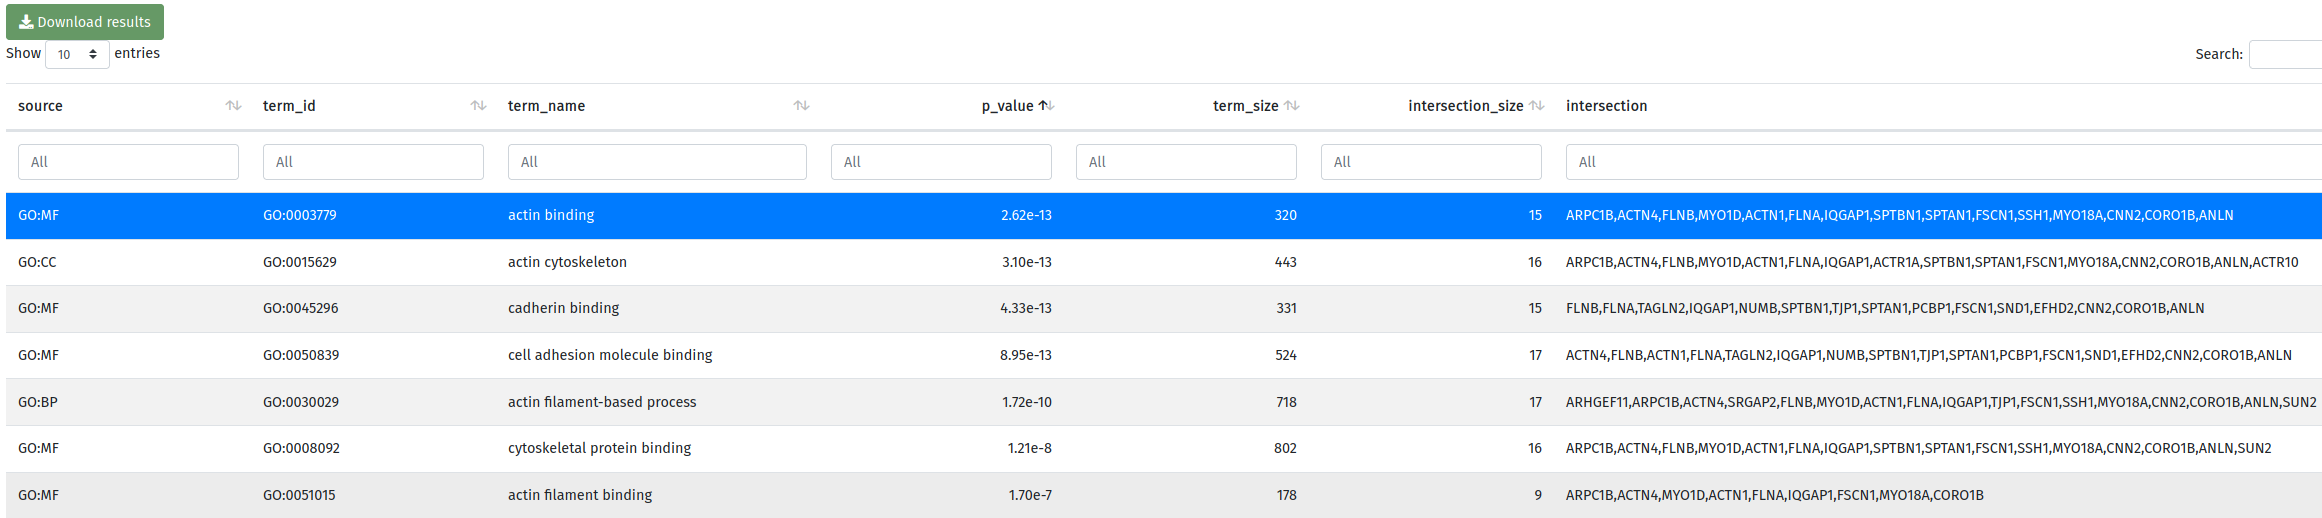 Download results
Show 10 entries Search:
source term_id term_name p_value term_size intersection_size intersection
All All All All All All All
GO:MF GO:0003779 actin binding 2.62e-13 320 15 ARPC1B,ACTN4,FLNB,MYO1D,ACTN1,FLNA,IQGAP1,SPTBN1,SPTAN1,FSCN1,SSH1,MYO18A,CNN2,CORO1B,ANLN
GO:CC GO:0015629 actin cytoskeleton 3.10e-13 443 16 ARPC1B,ACTN4,FLNB,MYO1D,ACTN1,FLNA,IQGAP1,ACTR1A,SPTBN1,SPTAN1,FSCN1,MYO18A,CNN2,CORO1B,ANLN,ACTR10
GO:MF GO:0045296 cadherin binding 4.33e-13 331 15 FLNB,FLNA,TAGLN2,IQGAP1,NUMB,SPTBN1,TJP1,SPTAN1,PCBP1,FSCN1,SND1,EFHD2,CNN2,CORO1B,ANLN
GO:MF GO:0050839 cell adhesion molecule binding 8.95e-13 524 17 ACTN4,FLNB,ACTN1,FLNA,TAGLN2,IQGAP1,NUMB,SPTBN1,TJP1,SPTAN1,PCBP1,FSCN1,SND1,EFHD2,CNN2,CORO1B,ANLN
GO:BP GO:0030029 actin filament-based process 1.72e-10 718 17 ARHGEF11,ARPC1B,ACTN4,SRGAP2,FLNB,MYO1D,ACTN1,FLNA,IQGAP1,TJP1,FSCN1,SSH1,MYO18A,CNN2,CORO1B,ANLN,SUN2
GO:MF GO:0008092 cytoskeletal protein binding 1.21e-8 802 16 ARPC1B,ACTN4,FLNB,MYO1D,ACTN1,FLNA,IQGAP1,SPTBN1,SPTAN1,FSCN1,SSH1,MYO18A,CNN2,CORO1B,ANLN,SUN2
GO:MF GO:0051015 actin filament binding 1.70e-7 178 9 ARPC1B,ACTN4,MYO1D,ACTN1,FLNA,IQGAP1,FSCN1,MYO18A,CORO1B